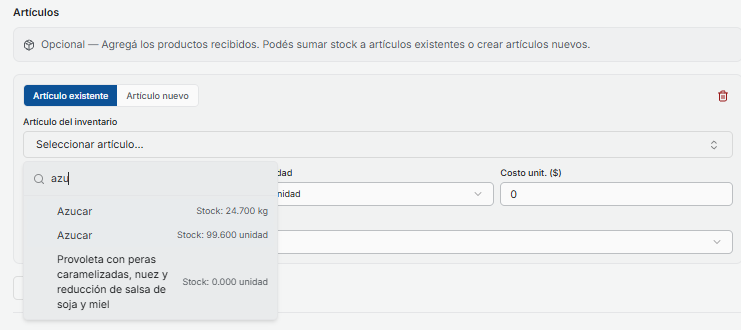 Artículos
Opcional — Agregá los productos recibidos. Podés sumar stock a artículos existentes o crear artículos nuevos.
Artículo existente Artículo nuevo
Artículo del inventario
Seleccionar artículo...
azu
Azucar Stock: 24.700 kg
Azucar Stock: 99.600 unidad
Provoleta con peras
caramelizadas, nuez y
reducción de salsa de
soja y miel
Stock: 0.000 unidad
dad
nidad
Costo unit. ($)
0